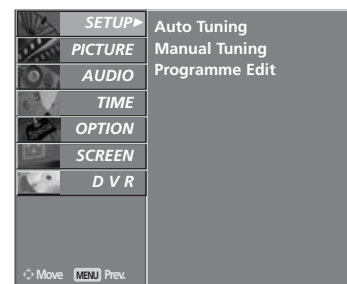 SETUP
PICTURE
AUDIO
TIME
OPTION
SCREEN
D V R
Move MENU Prev.
Auto Tuning
Manual Tuning
Programme Edit